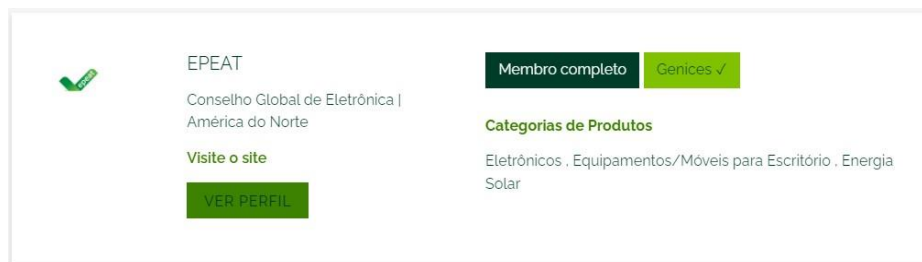 epeat
EPEAT
Conselho Global de Eletrônica |
América do Norte
Visite o site
VER PERFIL
Membro completo
Genices ✓
Categorias de Produtos
Eletrônicos , Equipamentos/Móveis para Escritório , Energia
Solar